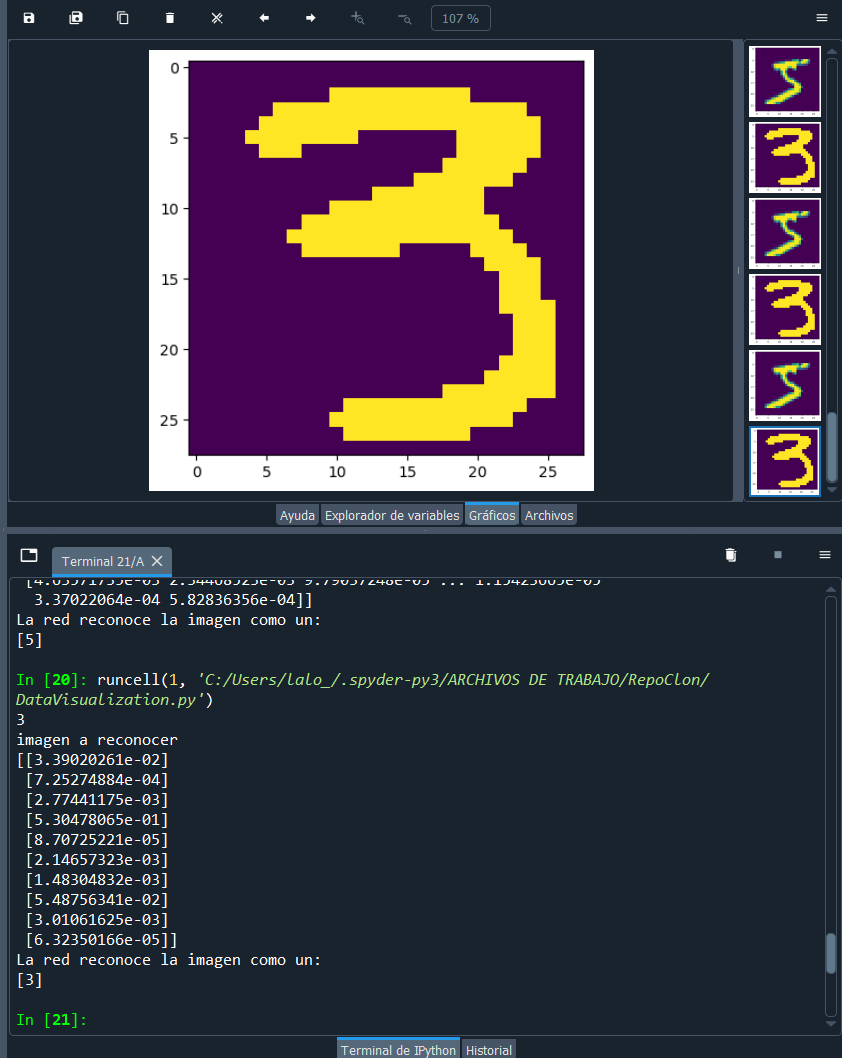 107 %
0
5
10
15
20
25
0 5 10 15 20 25
Ayuda Explorador de variables Gráficos Archivos
Terminal 21/A
3.37022064e-04 5.82836356e-04]]
La red reconoce la imagen como un:
[5]
In [20]: runcell(1, 'C:/Users/lalo_/.spyder-py3/ARCHIVOS DE TRABAJO/RepoClon/
DataVisualization.py')
3
imagen a reconocer
[[3.39020261e-02]
[7.25274884e-04]
[2.77441175e-03]
[5.30478065e-01]
[8.70725221e-05]
[2.14657323e-03]
[1.48304832e-03]
[5.48756341e-02]
[3.01061625e-03]
[6.32350166e-05]]
La red reconoce la imagen como un:
[3]
In [21]:
Terminal de IPython Historial